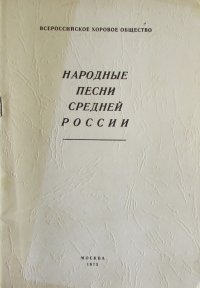 ВСЕРОССИЙСКОЕ ХОРОВОЕ ОБЩЕСТВО
НАРОДНЫЕ
ПЕСНИ
СРЕДНЕЙ
РОССИИ
МОСКВА